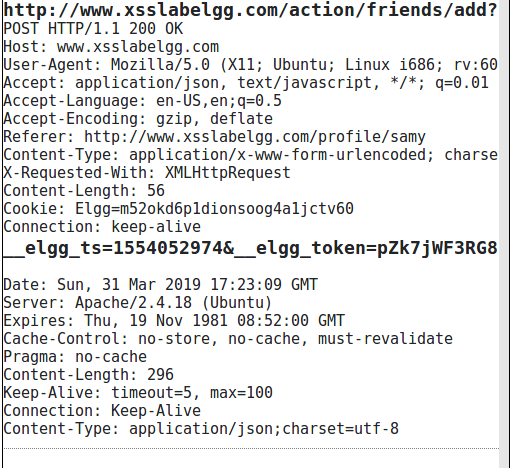 http://www.xsslabelgg.com/action/friends/add?
POST HTTP/1.1 200 OK
Host: www.xsslabelgg.com
User-Agent: Mozilla/5.0 (X11; Ubuntu; Linux i686; rv:60
Accept: application/json, text/javascript, */*; q=0.01
Accept-Language: en-US,en;q=0.5
Accept-Encoding: gzip, deflate
Referer: http://www.xsslabelgg.com/profile/samy
Content-Type: application/x-www-form-urlencoded; charse
X-Requested-With: XMLHttpRequest
Content-Length: 56
Cookie: Elgg=m52okd6p1dionsoog4a1jctv60
Connection: keep-alive
__elgg_ts=1554052974&__elgg_token=pZk7jWF3RG8
Date: Sun, 31 Mar 2019 17:23:09 GMT
Server: Apache/2.4.18 (Ubuntu)
Expires: Thu, 19 Nov 1981 08:52:00 GMT
Cache-Control: no-store, no-cache, must-revalidate
Pragma: no-cache
Content-Length: 296
Keep-Alive: timeout=5, max=100
Connection: Keep-Alive
Content-Type: application/json;charset=utf-8